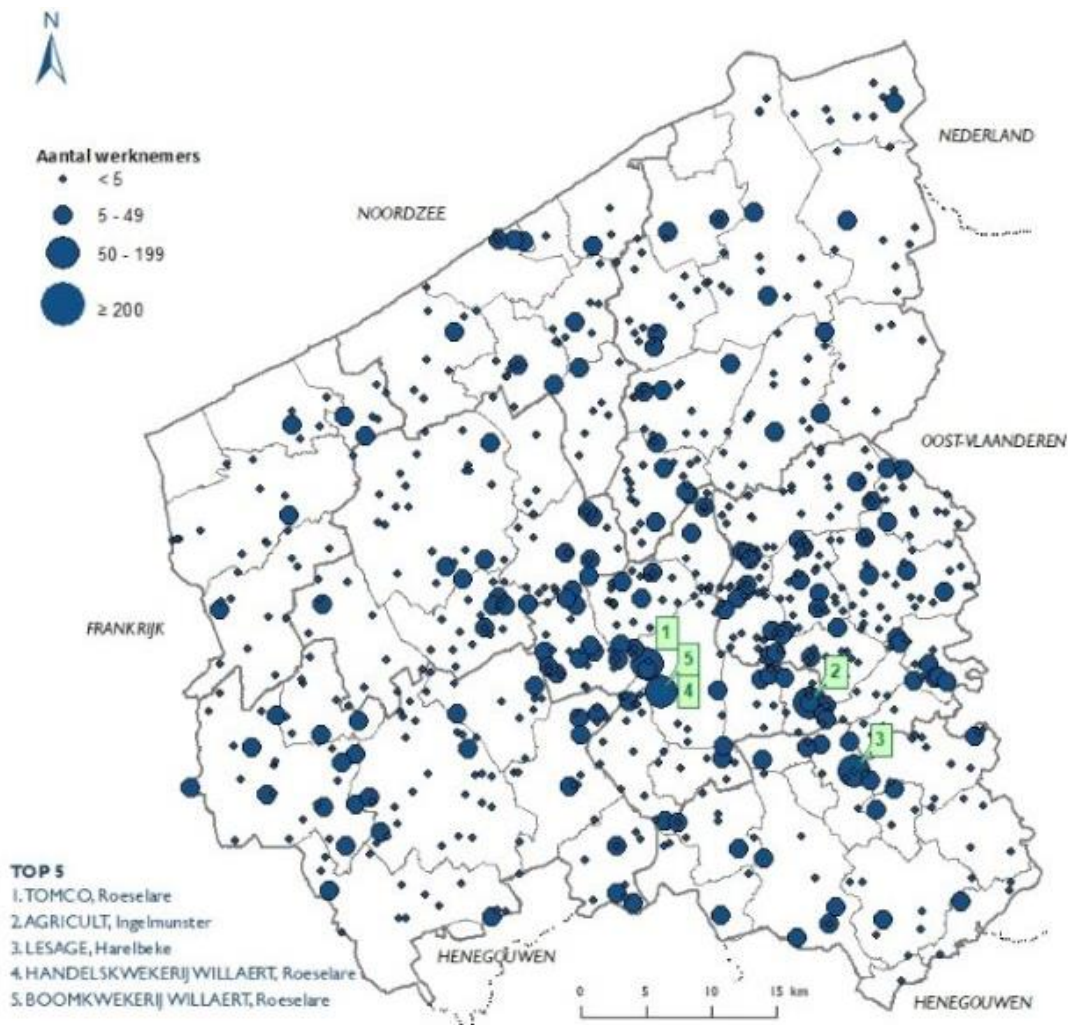 N
NEDERLAND
Aantal werknemers
< 5
5 - 49
50 - 199
≥ 200
NOORDZEE
OOST-VLAANDEREN
FRANKRIJK
1
5
4
2
3
TOP 5
1. TOMCO, Roeselare
2. AGRICULT, Ingelmunster
3. LESAGE, Harelbeke
4. HANDELSKWEKERIJ WILLAERT, Roeselare
5. BOOMKWEKERIJ WILLAERT, Roeselare
HENEGOUWEN
0 5 10 15 km
HENEGOUWEN